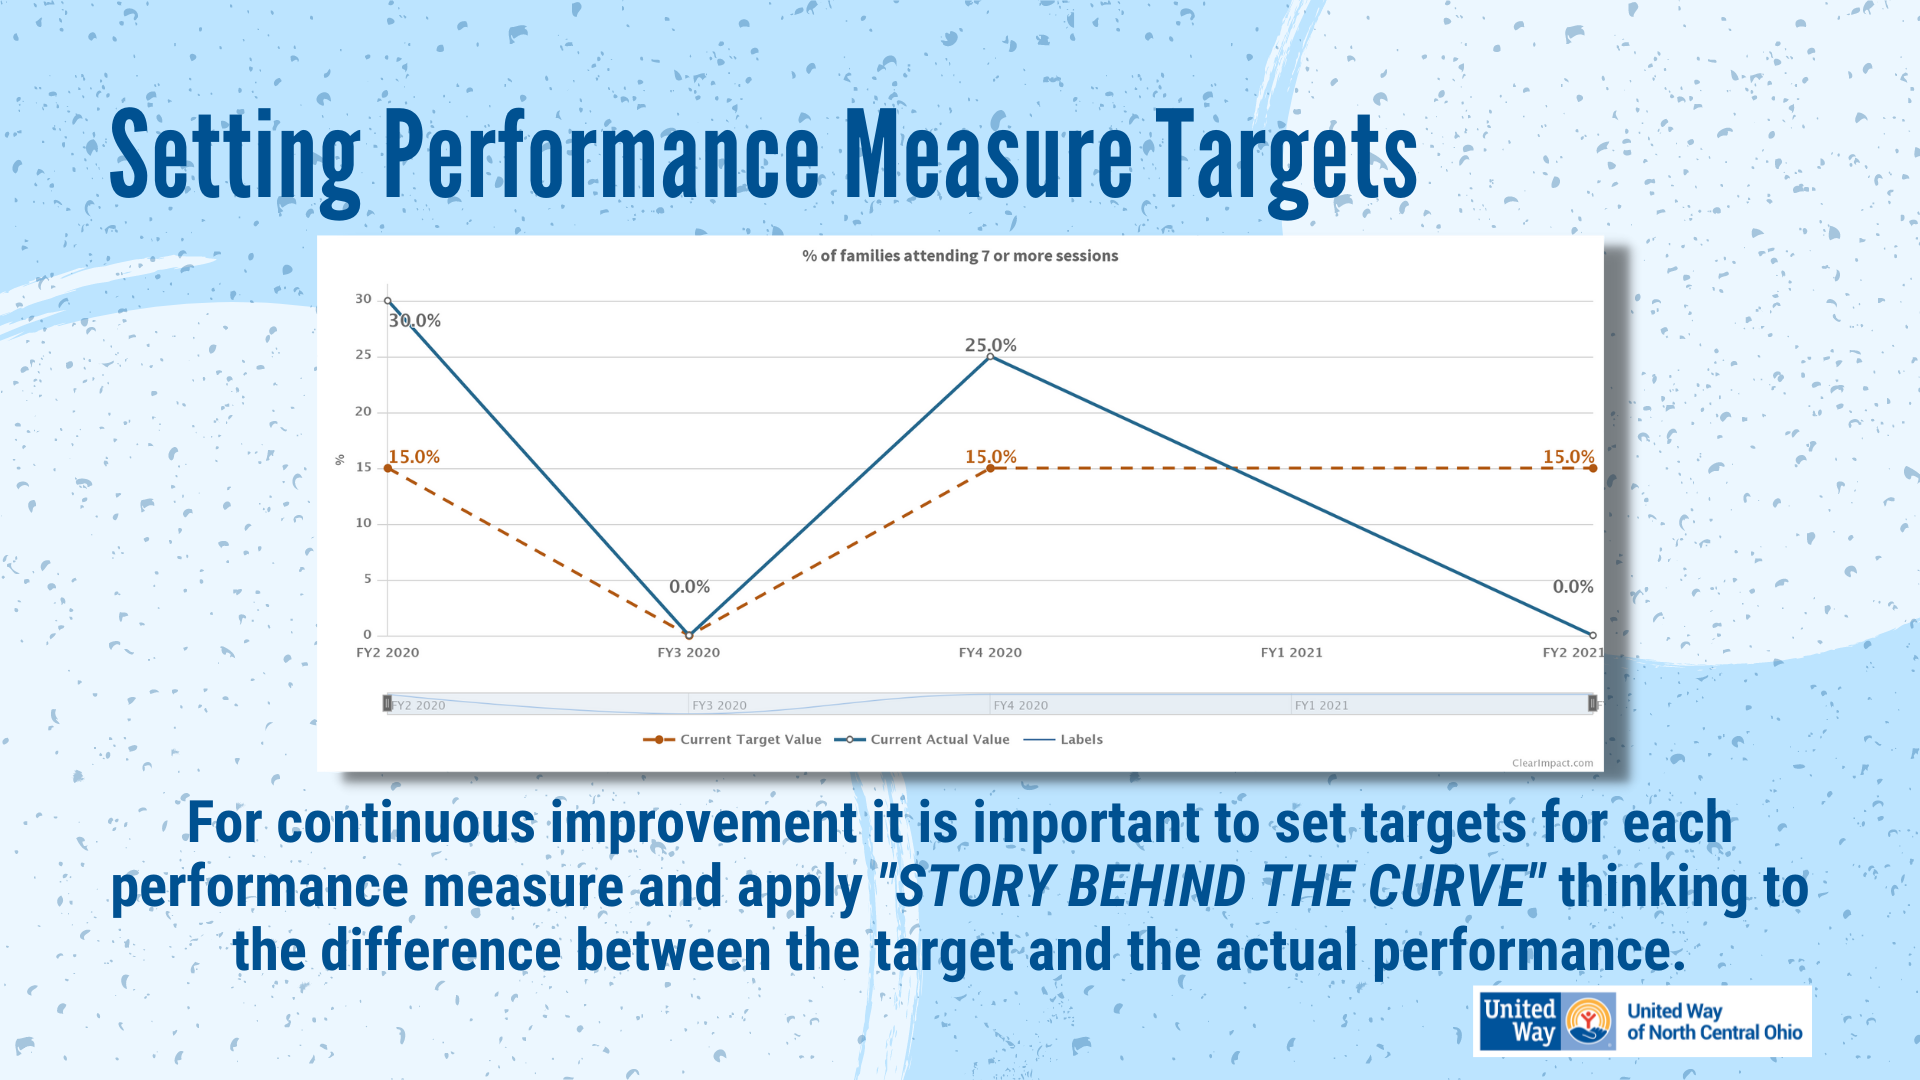 Setting Performance Measure Targets
% of families attending 7 or more sessions
30
30.0%
25.0%
25
20
%
15.0%
15.0%
15.0%
15
10
5
0.0%
0.0%
0
FY2 2020
FY3 2020
FY4 2020
FY1 2021
FY2 2021
FY2 2020
FY3 2020
FY4 2020
FY1 2021
F
Current Target Value
Current Actual Value
Labels
ClearImpact.com
For continuous improvement it is important to set targets for each
performance measure and apply "STORY BEHIND THE CURVE" thinking to
the difference between the target and the actual performance.
United
Way
United Way
of North Central Ohio